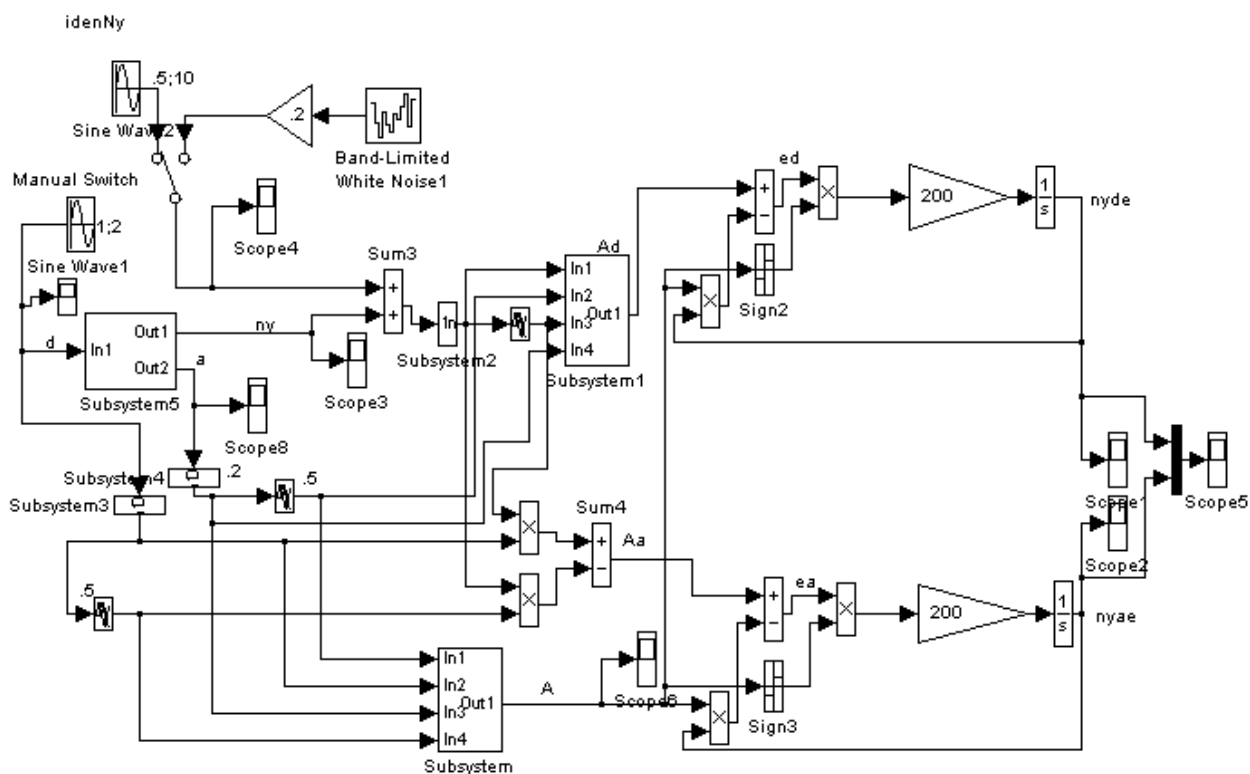 idenNy
.5;10
Sine Wave2
.2
Band-Limited
White Noise1
Manual Switch
1;2
Sine Wave1
Scope4
Sum3
+
+
d
In1
Out1
Out2
Subsystem5
ny
a
Scope3
Scope8
Subsystem2
Ad
In1
In2
In3
In4
Out1
Subsystem1
ed
+
−
×
×
Sign2
200
1
s
nyde
Subsystem4
.2
Subsystem3
.5
.5
×
×
Sum4
+
−
Aa
Scope1
Scope2
Scope5
ea
+
−
×
×
Sign3
200
1
s
nyae
In1
In2
In3
In4
Out1
Subsystem
A
Scope6